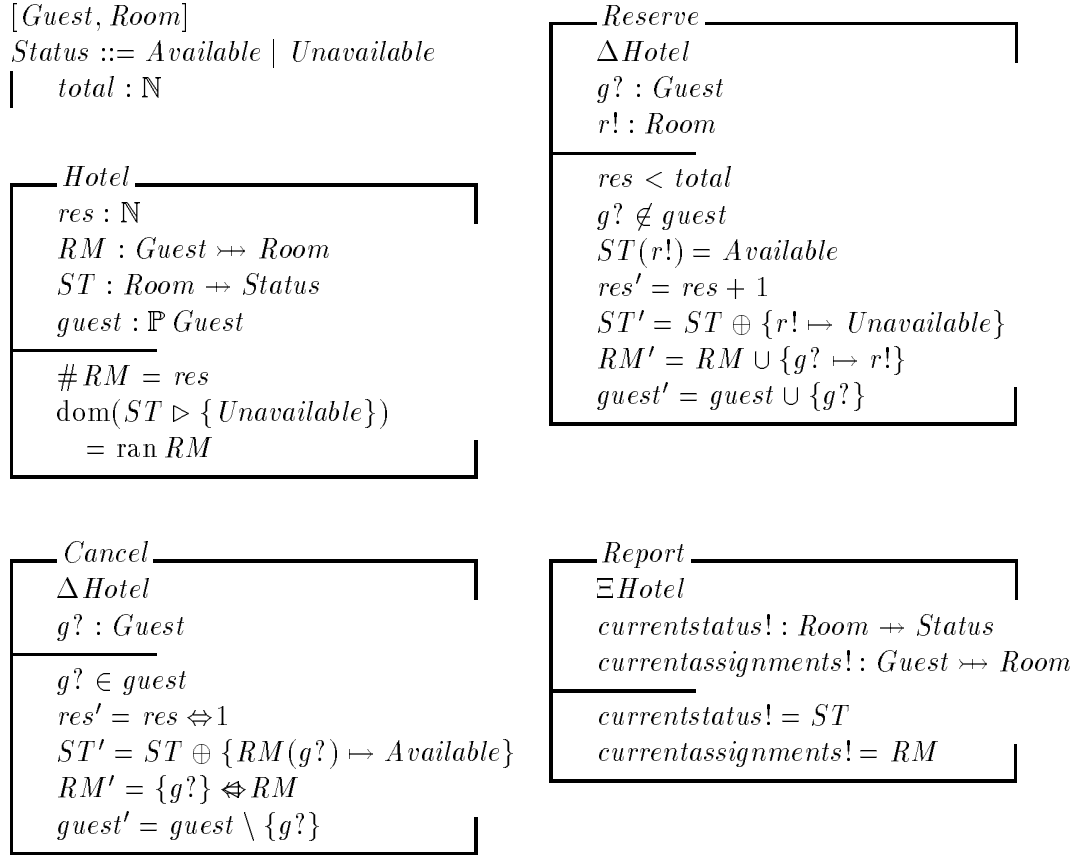 [Guest, Room]
Status ::= Available | Unavailable
total : ℕ
Hotel
res : ℕ
RM : Guest ⤔ Room
ST : Room ⇸ Status
guest : ℙ Guest
#RM = res
dom(ST ▷ {Unavailable})
= ran RM
Reserve
ΔHotel
g? : Guest
r! : Room
res < total
g? ∉ guest
ST(r!) = Available
res′ = res + 1
ST′ = ST ⊕ {r! ↦ Unavailable}
RM′ = RM ∪ {g? ↦ r!}
guest′ = guest ∪ {g?}
Cancel
ΔHotel
g? : Guest
g? ∈ guest
res′ = res ⇔ 1
ST′ = ST ⊕ {RM(g?) ↦ Available}
RM′ = {g?} ⩤ RM
guest′ = guest \ {g?}
Report
ΞHotel
currentstatus! : Room ⇸ Status
currentassignments! : Guest ⤔ Room
currentstatus! = ST
currentassignments! = RM